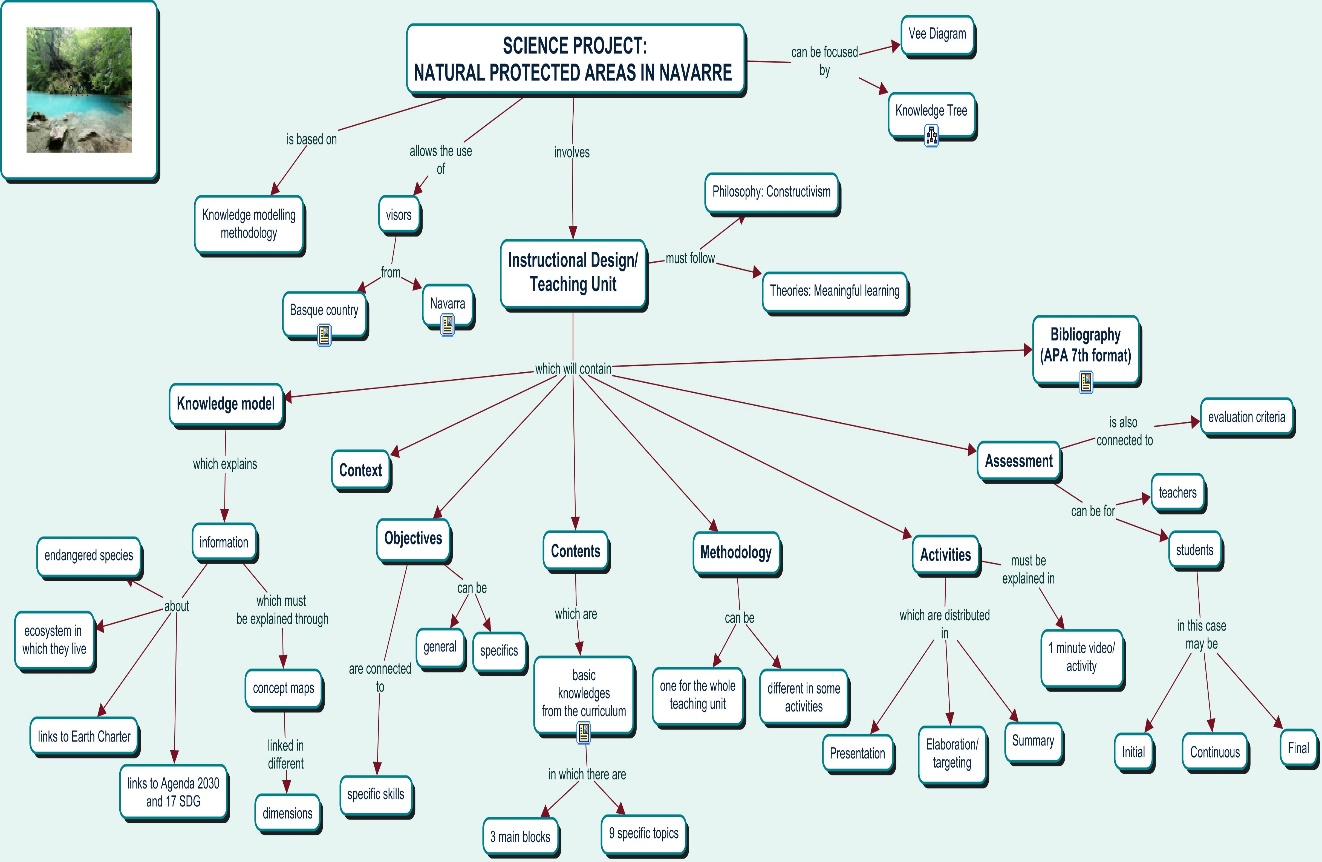 SCIENCE PROJECT:
NATURAL PROTECTED AREAS IN NAVARRE
can be focused
by
Vee Diagram
Knowledge Tree
is based on
Knowledge modelling
methodology
allows the use
of
visors
from
Basque country
Navarra
involves
Instructional Design/
Teaching Unit
must follow
Philosophy: Constructivism
Theories: Meaningful learning
which will contain
Bibliography
(APA 7th format)
Knowledge model
which explains
information
about
endangered species
ecosystem in
which they live
links to Earth Charter
links to Agenda 2030
and 17 SDG
which must
be explained through
concept maps
linked in
different
dimensions
Context
Objectives
can be
general
specifics
are connected
to
specific skills
Contents
which are
basic
knowledges
from the curriculum
in which there are
3 main blocks
9 specific topics
Methodology
can be
one for the whole
teaching unit
different in some
activities
Activities
which are distributed
in
Presentation
Elaboration/
targeting
Summary
must be
explained in
1 minute video/
activity
Assessment
is also
connected to
evaluation criteria
can be for
teachers
students
in this case
may be
Initial
Continuous
Final